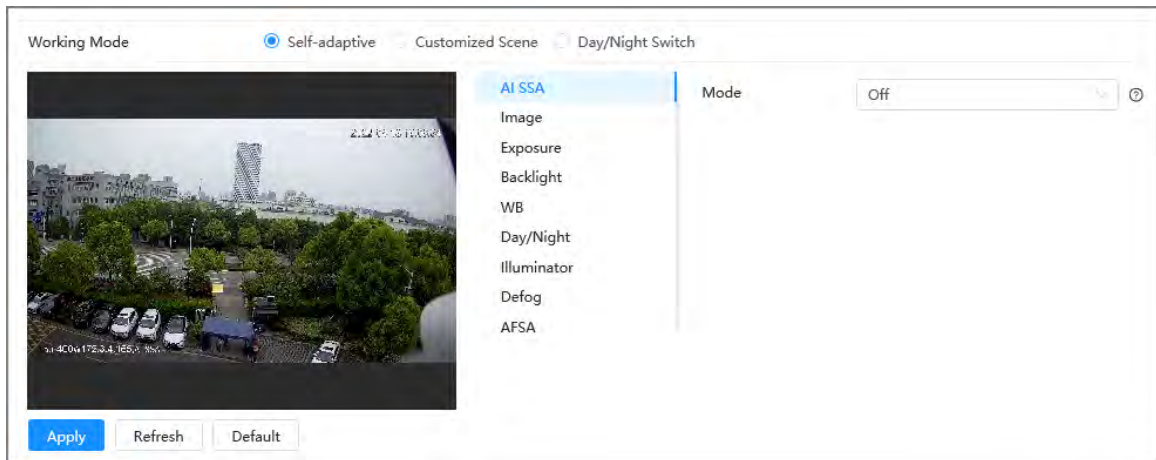 Working Mode
Self-adaptive Customized Scene Day/Night Switch
AI SSA
Mode Off
Image
Exposure
Backlight
WB
Day/Night
Illuminator
Defog
AFSA
Apply Refresh Default